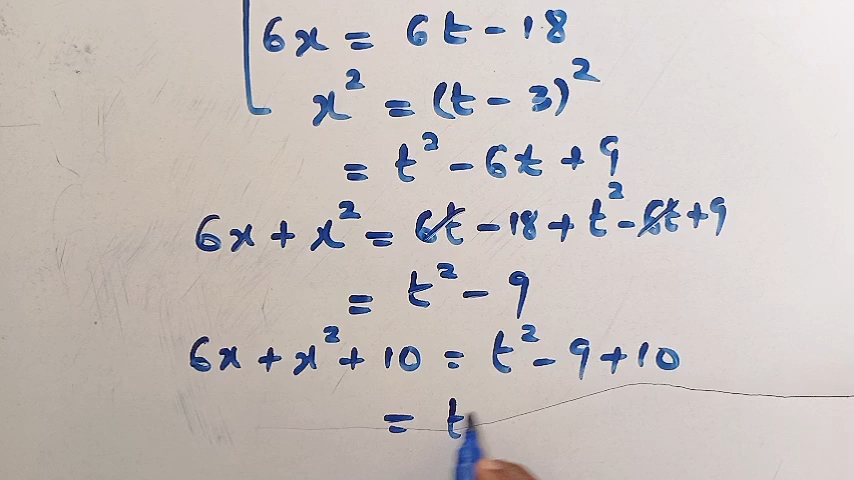 6x = 6t - 18
x² = (t - 3)²
= t² - 6t + 9
6x + x² = 6t - 18 + t² - 6t + 9
= t² - 9
6x + x² + 10 = t² - 9 + 10
= t